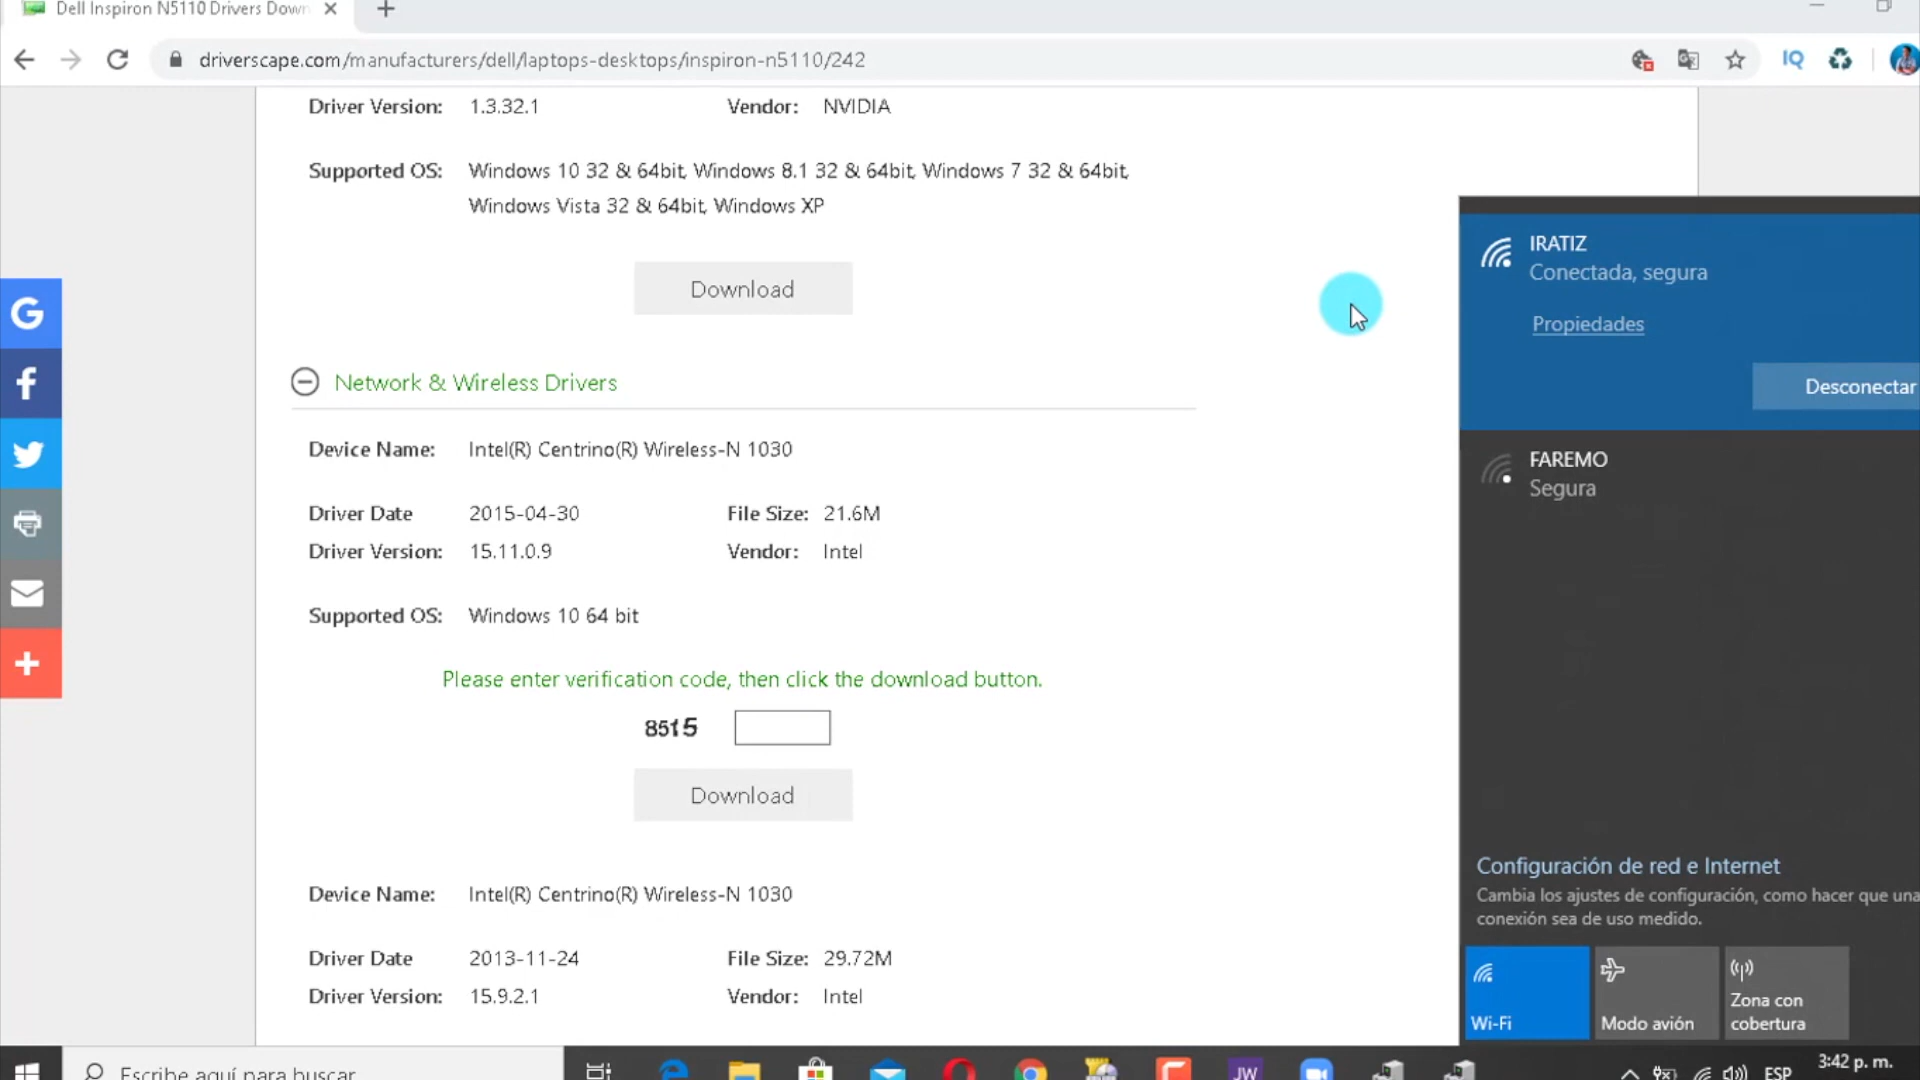 Dell Inspiron N5110 Drivers Down
driverscape.com/manufacturers/dell/laptops-desktops/inspiron-n5110/242
IQ
Driver Version: 1.3.32.1 Vendor: NVIDIA
Supported OS: Windows 10 32 & 64bit, Windows 8.1 32 & 64bit, Windows 7 32 & 64bit,
Windows Vista 32 & 64bit, Windows XP
Download
Network & Wireless Drivers
Device Name: Intel(R) Centrino(R) Wireless-N 1030
Driver Date 2015-04-30 File Size: 21.6M
Driver Version: 15.11.0.9 Vendor: Intel
Supported OS: Windows 10 64 bit
Please enter verification code, then click the download button.
8515
Download
Device Name: Intel(R) Centrino(R) Wireless-N 1030
Driver Date 2013-11-24 File Size: 29.72M
Driver Version: 15.9.2.1 Vendor: Intel
IRATIZ
Conectada, segura
Propiedades
Desconectar
FAREMO
Segura
Configuración de red e Internet
Cambia los ajustes de configuración, como hacer que una
conexión sea de uso medido.
Wi-Fi
Modo avión
Zona con
cobertura
Escribe aquí para buscar
JW
ESP
3:42 p. m.